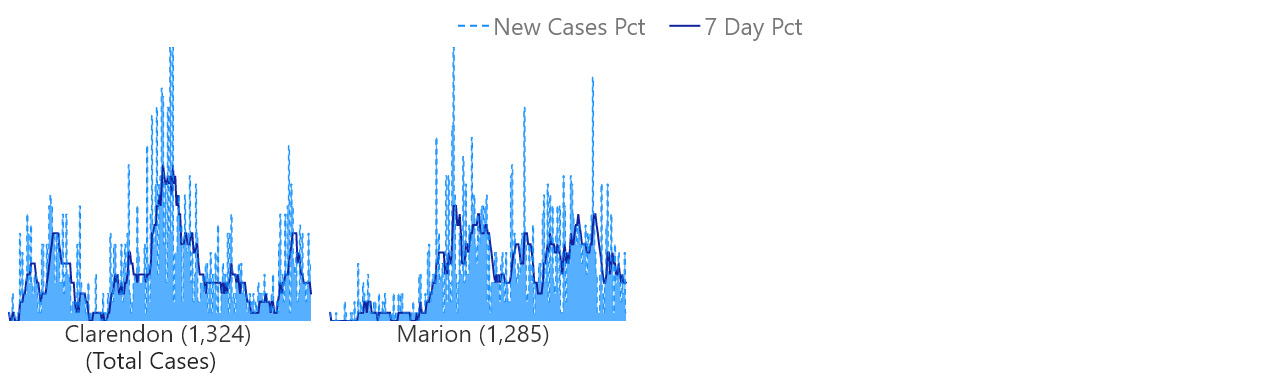 New Cases Pct 7 Day Pct
Clarendon (1,324) Marion (1,285)
(Total Cases)